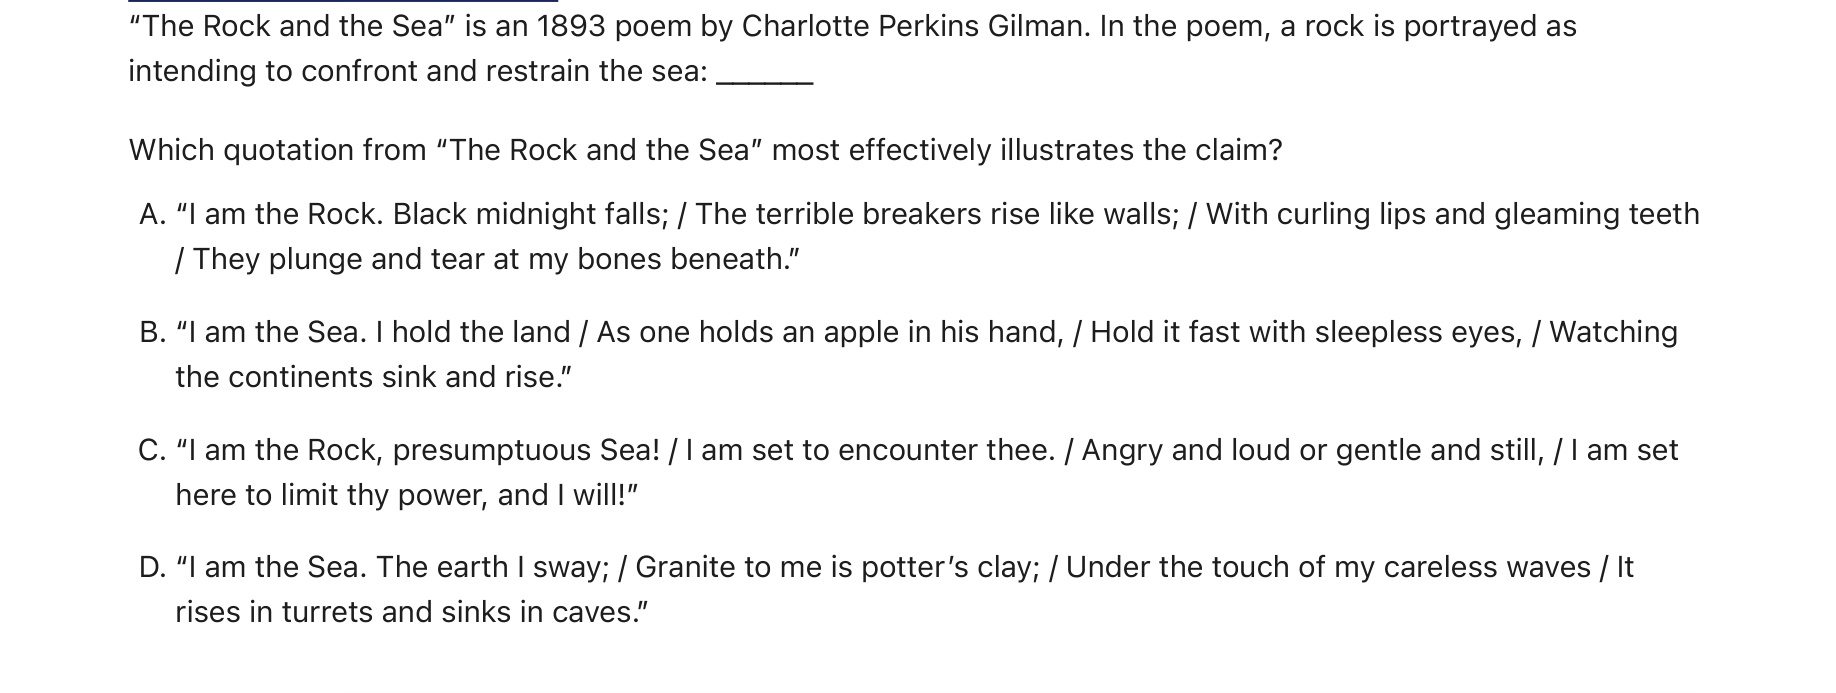 “The Rock and the Sea” is an 1893 poem by Charlotte Perkins Gilman. In the poem, a rock is portrayed as
intending to confront and restrain the sea: ______
Which quotation from “The Rock and the Sea” most effectively illustrates the claim?
A. “I am the Rock. Black midnight falls; / The terrible breakers rise like walls; / With curling lips and gleaming teeth
/ They plunge and tear at my bones beneath.”
B. “I am the Sea. I hold the land / As one holds an apple in his hand, / Hold it fast with sleepless eyes, / Watching
the continents sink and rise.”
C. “I am the Rock, presumptuous Sea! / I am set to encounter thee. / Angry and loud or gentle and still, / I am set
here to limit thy power, and I will!”
D. “I am the Sea. The earth I sway; / Granite to me is potter’s clay; / Under the touch of my careless waves / It
rises in turrets and sinks in caves.”